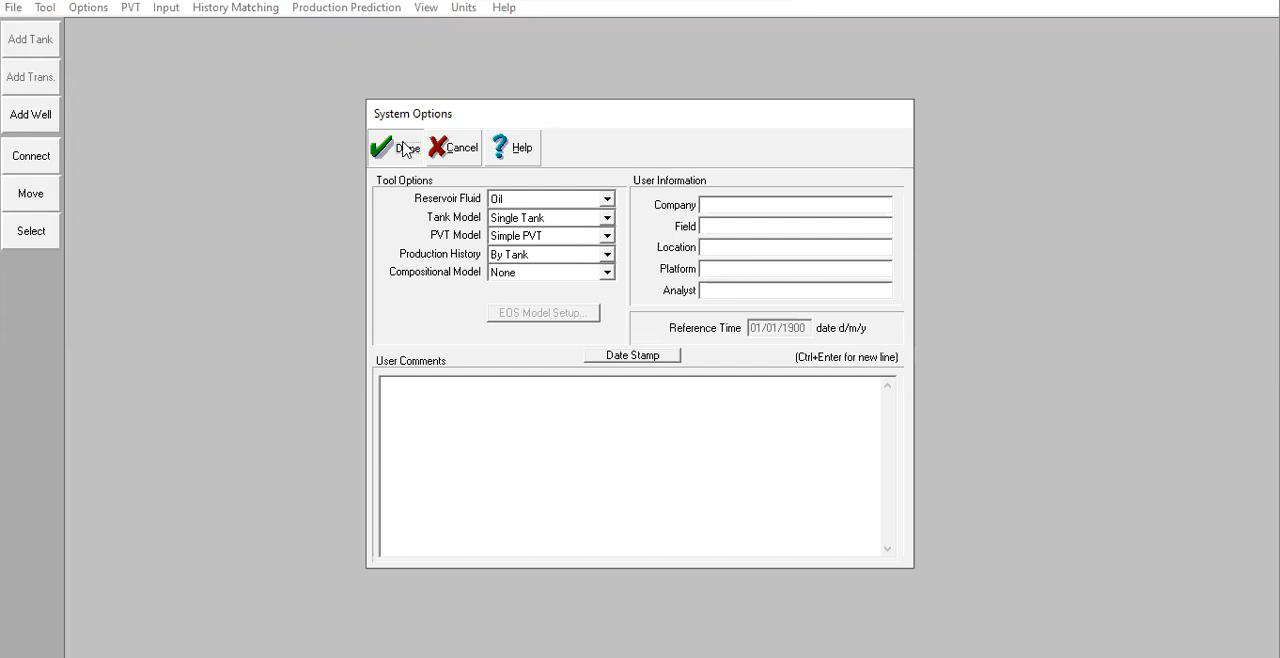 File Tool Options PVT Input History Matching Production Prediction View Units Help
Add Tank
Add Trans.
Add Well
Connect
Move
Select
System Options
Cancel Help
Tool Options
Reservoir Fluid Oil
Tank Model Single Tank
PVT Model Simple PVT
Production History By Tank
Compositional Model None
EOS Model Setup...
User Information
Company
Field
Location
Platform
Analyst
Reference Time 01/01/1900 date d/m/y
User Comments Date Stamp (Ctrl+Enter for new line)